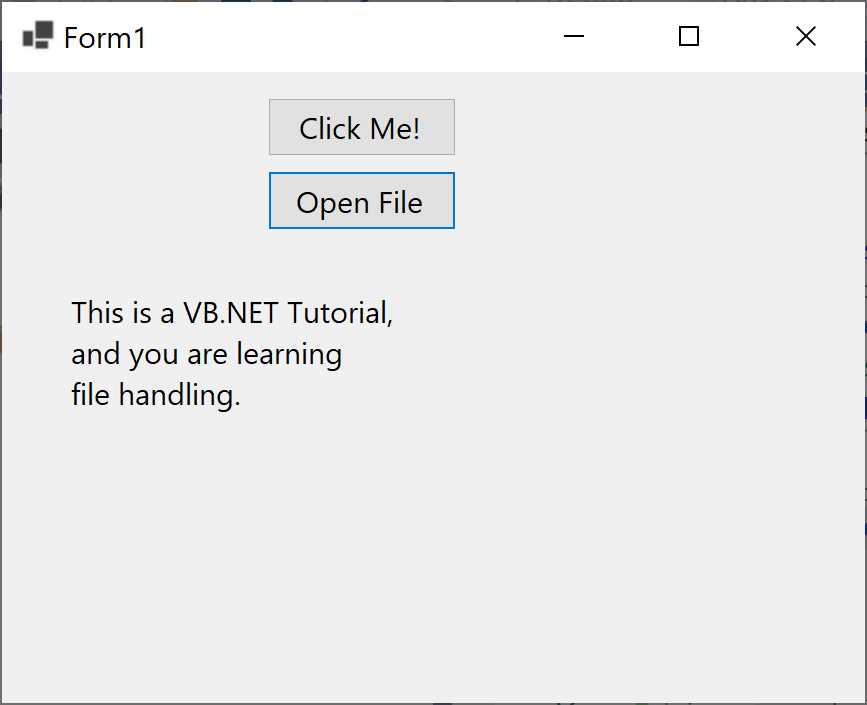 Form1
Click Me!
Open File
This is a VB.NET Tutorial,
and you are learning
file handling.